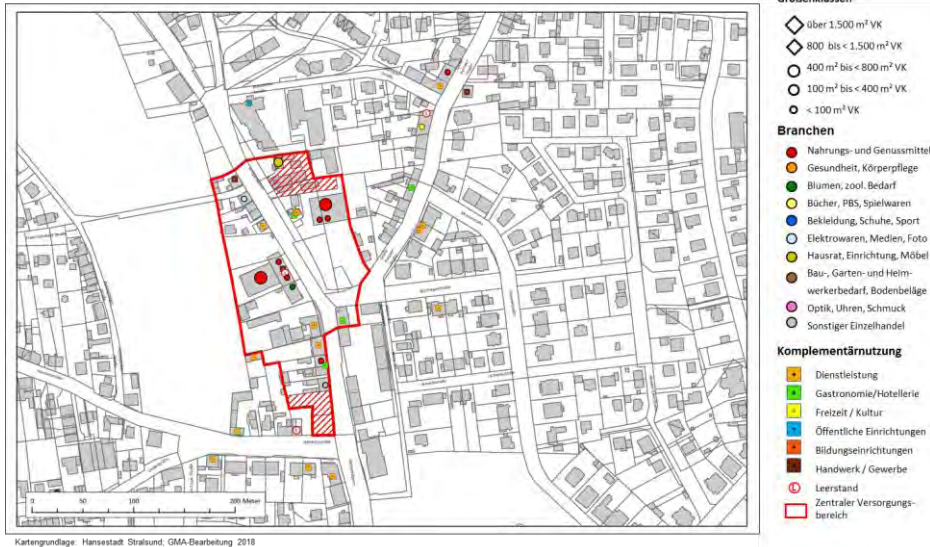 Größenklassen
über 1.500 m² VK
800 bis < 1.500 m² VK
400 m² bis < 800 m² VK
100 m² bis < 400 m² VK
< 100 m² VK
Branchen
Nahrungs- und Genussmittel
Gesundheit, Körperpflege
Blumen, zool. Bedarf
Bücher, PBS, Spielwaren
Bekleidung, Schuhe, Sport
Elektrowaren, Medien, Foto
Hausrat, Einrichtung, Möbel
Bau-, Garten- und Heim-
werkerbedarf, Bodenbeläge
Optik, Uhren, Schmuck
Sonstiger Einzelhandel
Komplementärnutzung
Dienstleistung
Gastronomie/Hotellerie
Freizeit / Kultur
Öffentliche Einrichtungen
Bildungseinrichtungen
Handwerk / Gewerbe
L Leerstand
Zentraler Versorgungs-
bereich
0 50 100 200 Meter
Kartengrundlage: Hansestadt Stralsund; GMA-Bearbeitung 2018